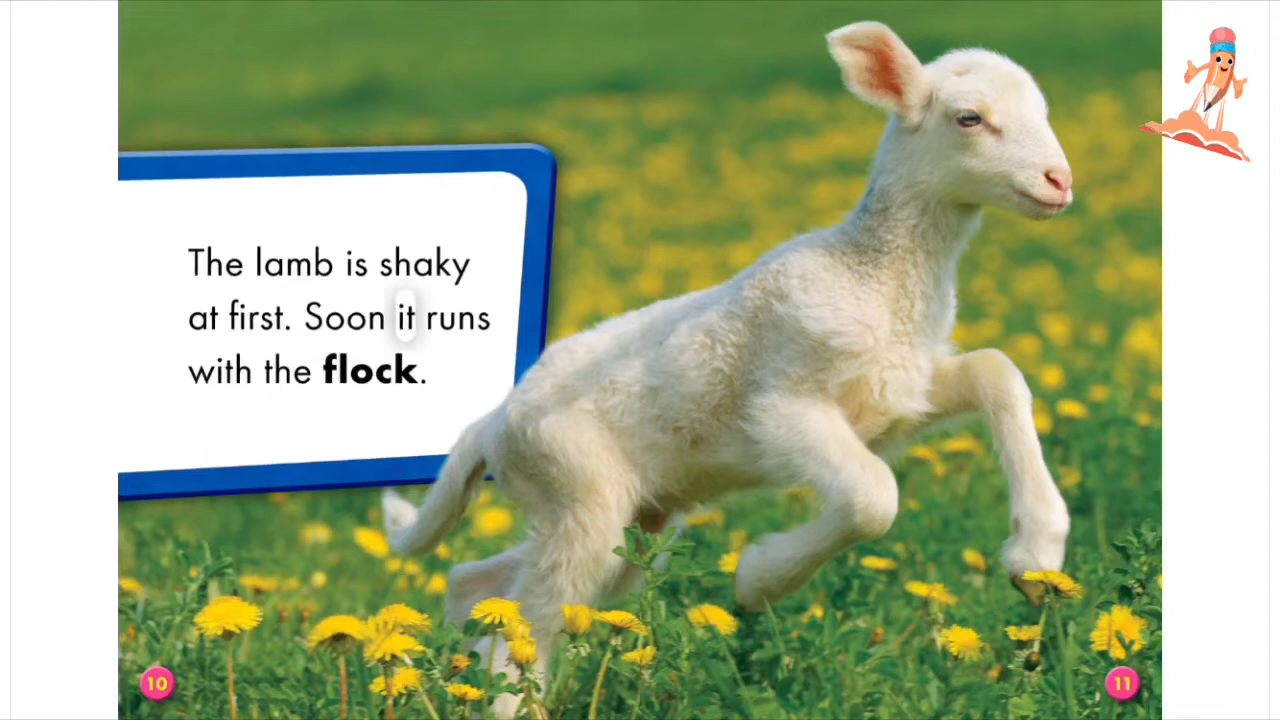 The lamb is shaky
at first. Soon it runs
with the flock.
10
11